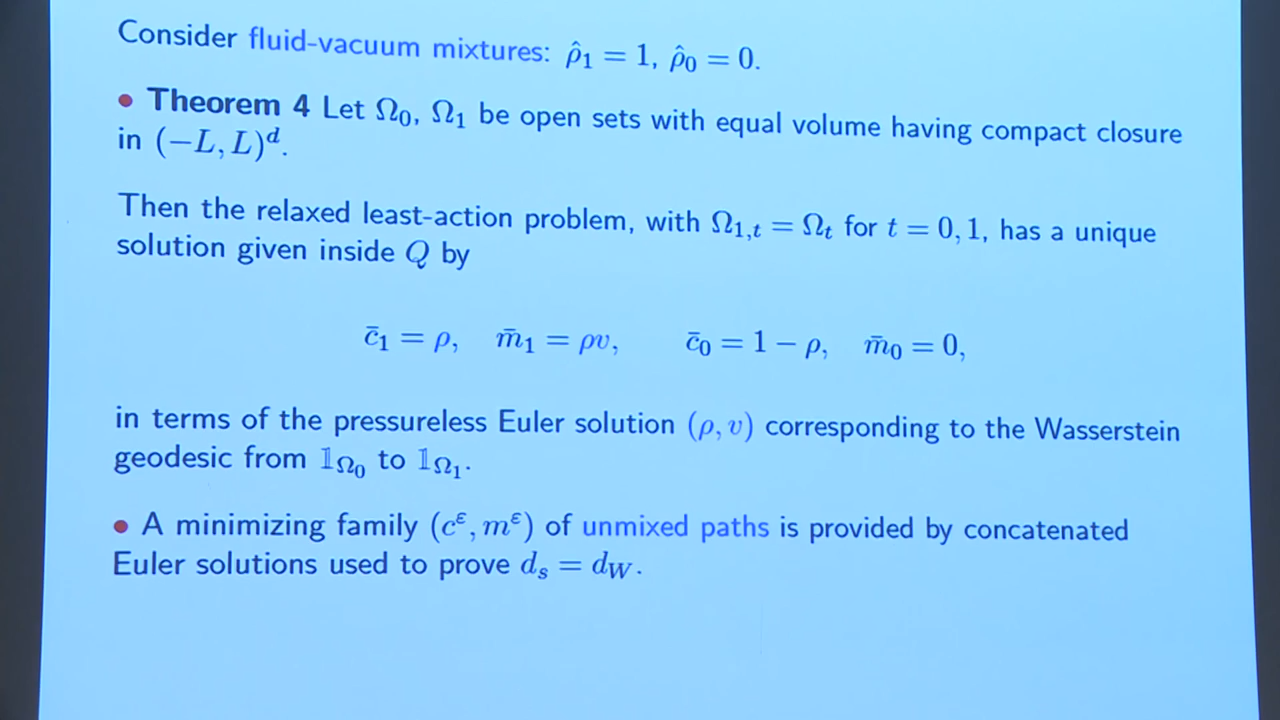 Consider fluid-vacuum mixtures: ρ̂₁ = 1, ρ̂₀ = 0.
• Theorem 4 Let Ω₀, Ω₁ be open sets with equal volume having compact closure
in (−L, L)ᵈ.
Then the relaxed least-action problem, with Ω₁,ₜ = Ωₜ for t = 0, 1, has a unique
solution given inside Q by
c̄₁ = ρ, m̄₁ = ρv, c̄₀ = 1 − ρ, m̄₀ = 0,
in terms of the pressureless Euler solution (ρ, v) corresponding to the Wasserstein
geodesic from 𝟙_Ω₀ to 𝟙_Ω₁.
• A minimizing family (c^ε, m^ε) of unmixed paths is provided by concatenated
Euler solutions used to prove dₛ = d_W.